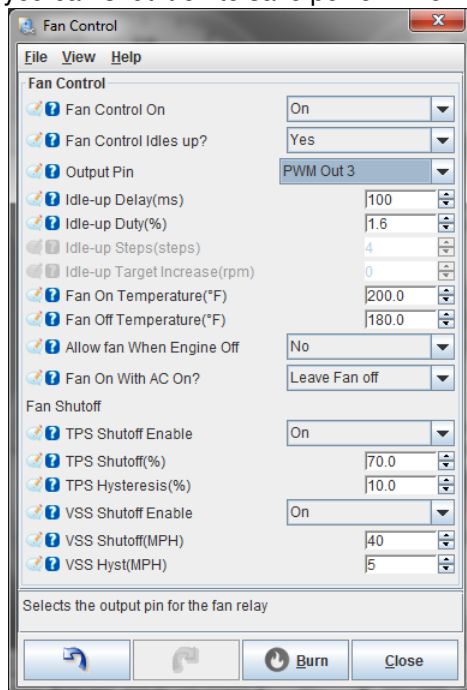 Fan Control
File View Help
Fan Control
Fan Control On On
Fan Control Idles up? Yes
Output Pin PWM Out 3
Idle-up Delay(ms) 100
Idle-up Duty(%) 1.6
Idle-up Steps(steps) 4
Idle-up Target Increase(rpm) 0
Fan On Temperature(°F) 200.0
Fan Off Temperature(°F) 180.0
Allow fan When Engine Off No
Fan On With AC On? Leave Fan off
Fan Shutoff
TPS Shutoff Enable On
TPS Shutoff(%) 70.0
TPS Hysteresis(%) 10.0
VSS Shutoff Enable On
VSS Shutoff(MPH) 40
VSS Hyst(MPH) 5
Selects the output pin for the fan relay
Burn Close